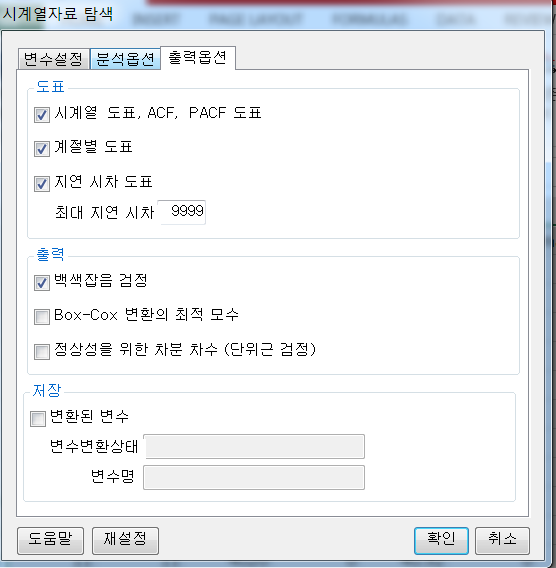 INSERT PAGE LAYOUT FORMULAS DATA REVIEW
시계열자료 탐색
변수설정 분석옵션 출력옵션
도표
시계열 도표, ACF, PACF 도표
계절별 도표
지연 시차 도표
최대 지연 시차 9999
출력
백색잡음 검정
Box-Cox 변환의 최적 모수
정상성을 위한 차분 차수 (단위근 검정)
저장
변환된 변수
변수변환상태
변수명
도움말 재설정 확인 취소